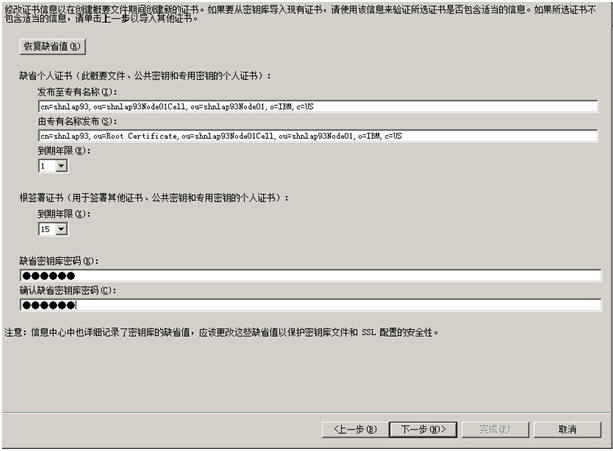 修改证书信息以在创建概要文件期间创建新的证书。如果要从密钥库导入现有证书，请使用该信息来验证所选证书是否包含适当的信息。如果所选证书不
包含适当的信息，请单击上一步以导入其他证书。
恢复缺省值(R)
缺省个人证书（此概要文件、公共密钥和专用密钥的个人证书）:
发布至专有名称(I):
cn=shnlap93,ou=shnlap93Node01Cell,ou=shnlap93Node01,o=IBM,c=US
由专有名称发布(S):
cn=shnlap93,ou=Root Certificate,ou=shnlap93Node01Cell,ou=shnlap93Node01,o=IBM,c=US
到期年限(E):
1
根签署证书（用于签署其他证书、公共密钥和专用密钥的个人证书）:
到期年限(X):
15
缺省密钥库密码(K):
●●●●●●
确认缺省密钥库密码(C):
●●●●●●
注意: 信息中心中也详细记录了密钥库的缺省值，应该更改这些缺省值以保护密钥库文件和 SSL 配置的安全性。
<上一步(B) 下一步(N)> 完成(F) 取消